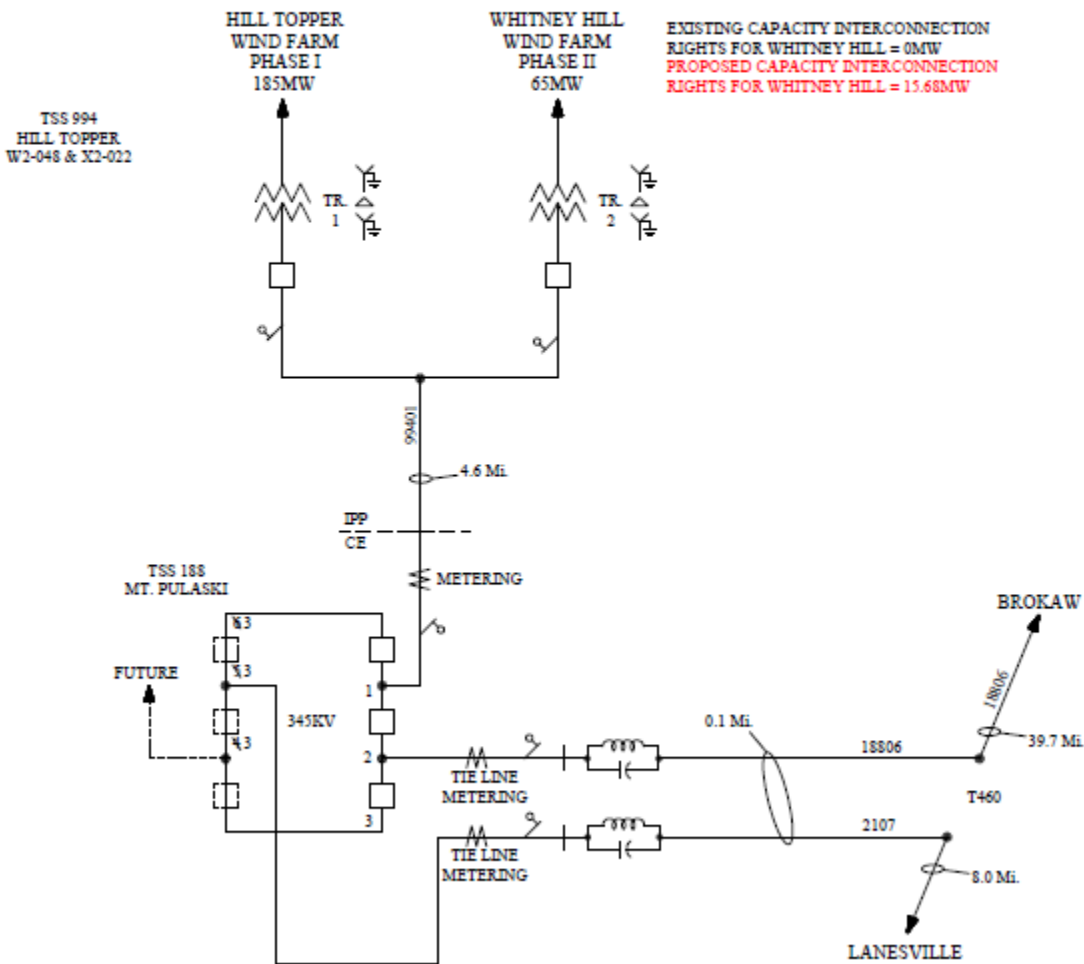 HILL TOPPER
WIND FARM
PHASE I
185MW
WHITNEY HILL
WIND FARM
PHASE II
65MW
EXISTING CAPACITY INTERCONNECTION
RIGHTS FOR WHITNEY HILL = 0MW
PROPOSED CAPACITY INTERCONNECTION
RIGHTS FOR WHITNEY HILL = 15.68MW
TSS 994
HILL TOPPER
W2-048 & X2-022
TR.
1
TR.
2
99401
4.6 Mi.
IPP
CE
METERING
TSS 188
MT. PULASKI
FUTURE
3
3
3
345KV
1
2
3
TIE LINE
METERING
TIE LINE
METERING
0.1 Mi.
18806
2107
BROKAW
18806
39.7 Mi.
T460
8.0 Mi.
LANESVILLE